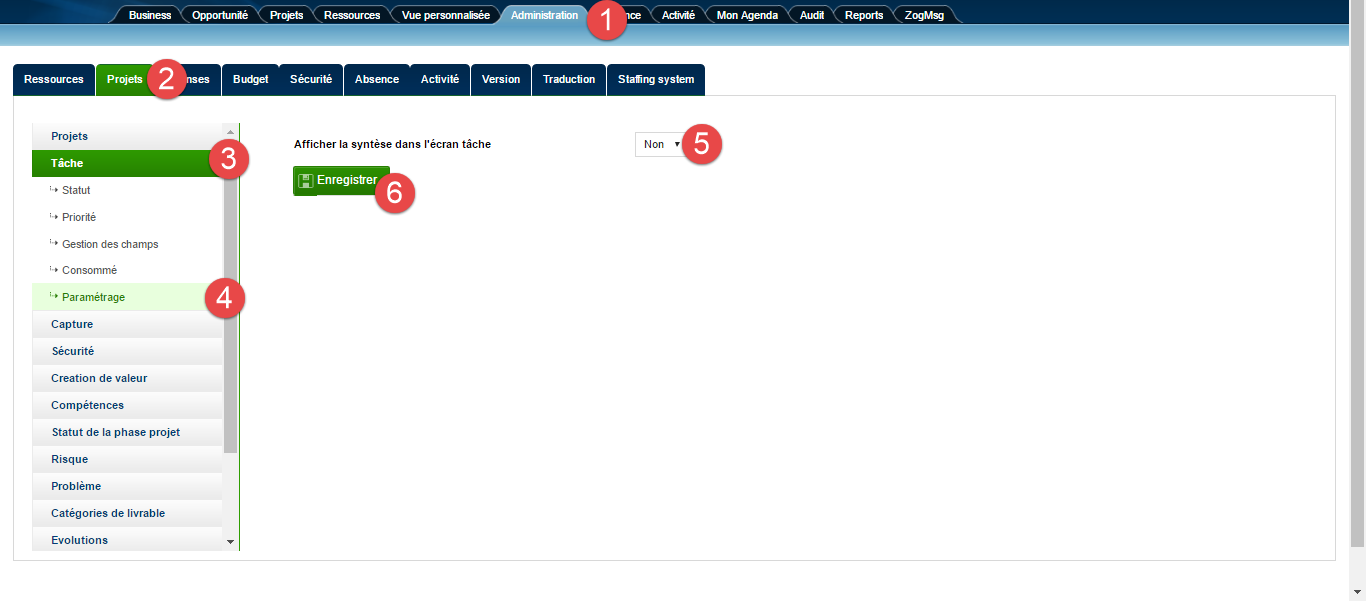 Business Opportunité Projets Ressources Vue personnalisée Administration 1 nce Activité Mon Agenda Audit Reports ZogMsg
Ressources Projets 2 nses Budget Sécurité Absence Activité Version Traduction Staffing system
Projets
Tâche 3
Statut
Priorité
Gestion des champs
Consommé
Paramétrage 4
Capture
Sécurité
Creation de valeur
Compétences
Statut de la phase projet
Risque
Problème
Catégories de livrable
Evolutions
Afficher la syntèse dans l'écran tâche Non 5
Enregistrer 6